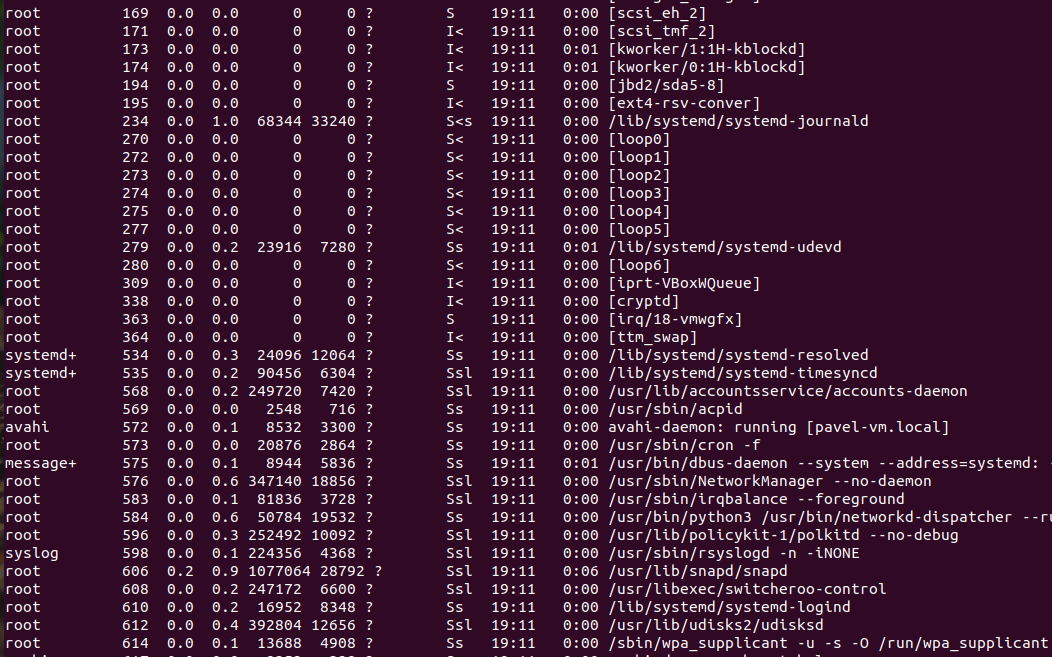 root 169 0.0 0.0 0 0 ? S 19:11 0:00 [scsi_eh_2]
root 171 0.0 0.0 0 0 ? I< 19:11 0:00 [scsi_tmf_2]
root 173 0.0 0.0 0 0 ? I< 19:11 0:01 [kworker/1:1H-kblockd]
root 174 0.0 0.0 0 0 ? I< 19:11 0:01 [kworker/0:1H-kblockd]
root 194 0.0 0.0 0 0 ? S 19:11 0:00 [jbd2/sda5-8]
root 195 0.0 0.0 0 0 ? I< 19:11 0:00 [ext4-rsv-conver]
root 234 0.0 1.0 68344 33240 ? S<s 19:11 0:00 /lib/systemd/systemd-journald
root 270 0.0 0.0 0 0 ? S< 19:11 0:00 [loop0]
root 272 0.0 0.0 0 0 ? S< 19:11 0:00 [loop1]
root 273 0.0 0.0 0 0 ? S< 19:11 0:00 [loop2]
root 274 0.0 0.0 0 0 ? S< 19:11 0:00 [loop3]
root 275 0.0 0.0 0 0 ? S< 19:11 0:00 [loop4]
root 277 0.0 0.0 0 0 ? S< 19:11 0:00 [loop5]
root 279 0.0 0.2 23916 7280 ? Ss 19:11 0:01 /lib/systemd/systemd-udevd
root 280 0.0 0.0 0 0 ? S< 19:11 0:00 [loop6]
root 309 0.0 0.0 0 0 ? I< 19:11 0:00 [iprt-VBoxWQueue]
root 338 0.0 0.0 0 0 ? I< 19:11 0:00 [cryptd]
root 363 0.0 0.0 0 0 ? S 19:11 0:00 [irq/18-vmwgfx]
root 364 0.0 0.0 0 0 ? I< 19:11 0:00 [ttm_swap]
systemd+ 534 0.0 0.3 24096 12064 ? Ss 19:11 0:00 /lib/systemd/systemd-resolved
systemd+ 535 0.0 0.2 90456 6304 ? Ssl 19:11 0:00 /lib/systemd/systemd-timesyncd
root 568 0.0 0.2 249720 7420 ? Ssl 19:11 0:00 /usr/lib/accountsservice/accounts-daemon
root 569 0.0 0.0 2548 716 ? Ss 19:11 0:00 /usr/sbin/acpid
avahi 572 0.0 0.1 8532 3300 ? Ss 19:11 0:00 avahi-daemon: running [pavel-vm.local]
root 573 0.0 0.0 20876 2864 ? Ss 19:11 0:00 /usr/sbin/cron -f
message+ 575 0.0 0.1 8944 5836 ? Ss 19:11 0:01 /usr/bin/dbus-daemon --system --address=systemd: -
root 576 0.0 0.6 347140 18856 ? Ssl 19:11 0:00 /usr/sbin/NetworkManager --no-daemon
root 583 0.0 0.1 81836 3728 ? Ssl 19:11 0:00 /usr/sbin/irqbalance --foreground
root 584 0.0 0.6 50784 19532 ? Ss 19:11 0:00 /usr/bin/python3 /usr/bin/networkd-dispatcher --ru
root 596 0.0 0.3 252492 10092 ? Ssl 19:11 0:00 /usr/lib/policykit-1/polkitd --no-debug
syslog 598 0.0 0.1 224356 4368 ? Ssl 19:11 0:00 /usr/sbin/rsyslogd -n -iNONE
root 606 0.2 0.9 1077064 28792 ? Ssl 19:11 0:06 /usr/lib/snapd/snapd
root 608 0.0 0.2 247172 6600 ? Ssl 19:11 0:00 /usr/libexec/switcheroo-control
root 610 0.0 0.2 16952 8348 ? Ss 19:11 0:00 /lib/systemd/systemd-logind
root 612 0.0 0.4 392804 12656 ? Ssl 19:11 0:00 /usr/lib/udisks2/udisksd
root 614 0.0 0.1 13688 4908 ? Ss 19:11 0:00 /sbin/wpa_supplicant -u -s -O /run/wpa_supplicant